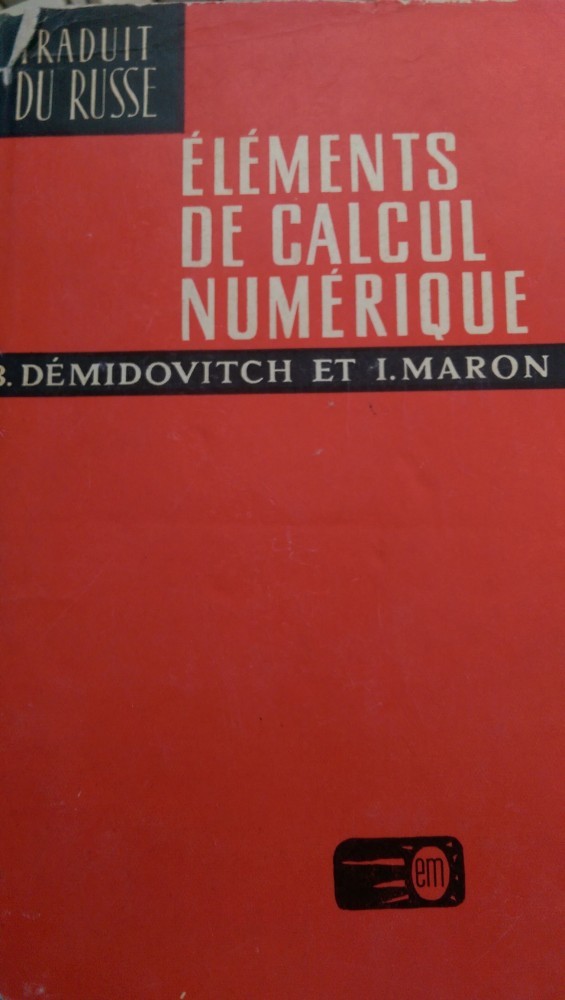 TRADUIT
DU RUSSE
ÉLÉMENTS
DE CALCUL
NUMÉRIQUE
B. DÉMIDOVITCH ET I. MARON
em